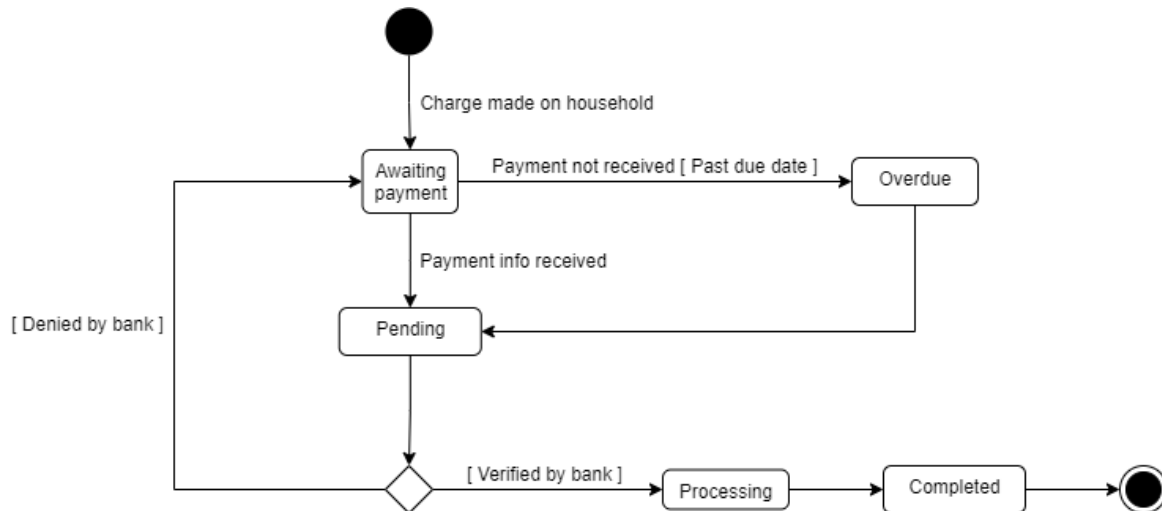 Charge made on household
Awaiting
payment
Payment not received [ Past due date ]
Overdue
Payment info received
[ Denied by bank ]
Pending
[ Verified by bank ]
Processing
Completed